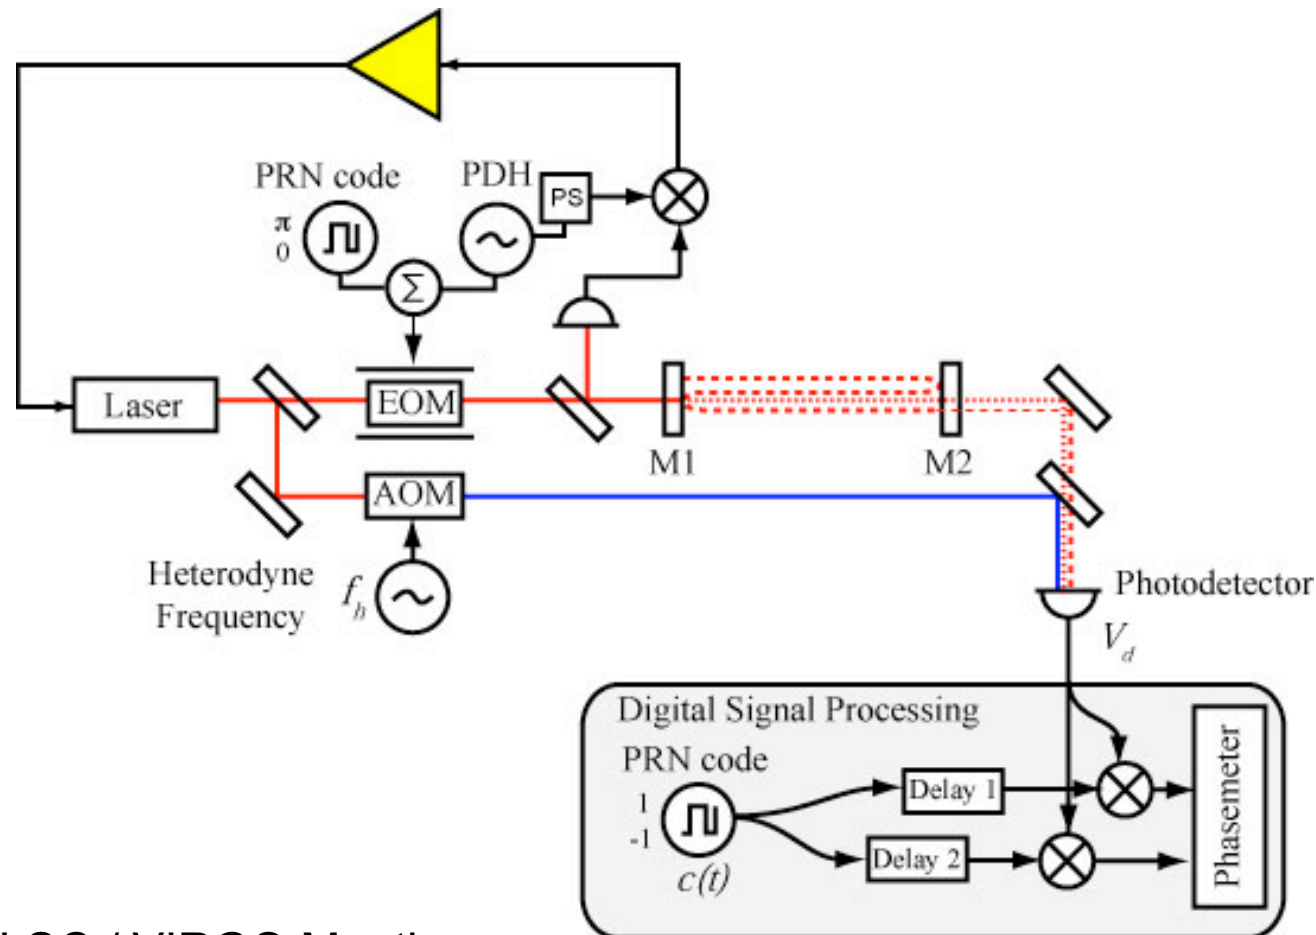 PRN code
π
0
PDH
PS
Σ
Laser
EOM
M1
M2
AOM
Heterodyne
Frequency
f_h
Photodetector
V_d
Digital Signal Processing
PRN code
1
-1
c(t)
Delay 1
Delay 2
Phasemeter